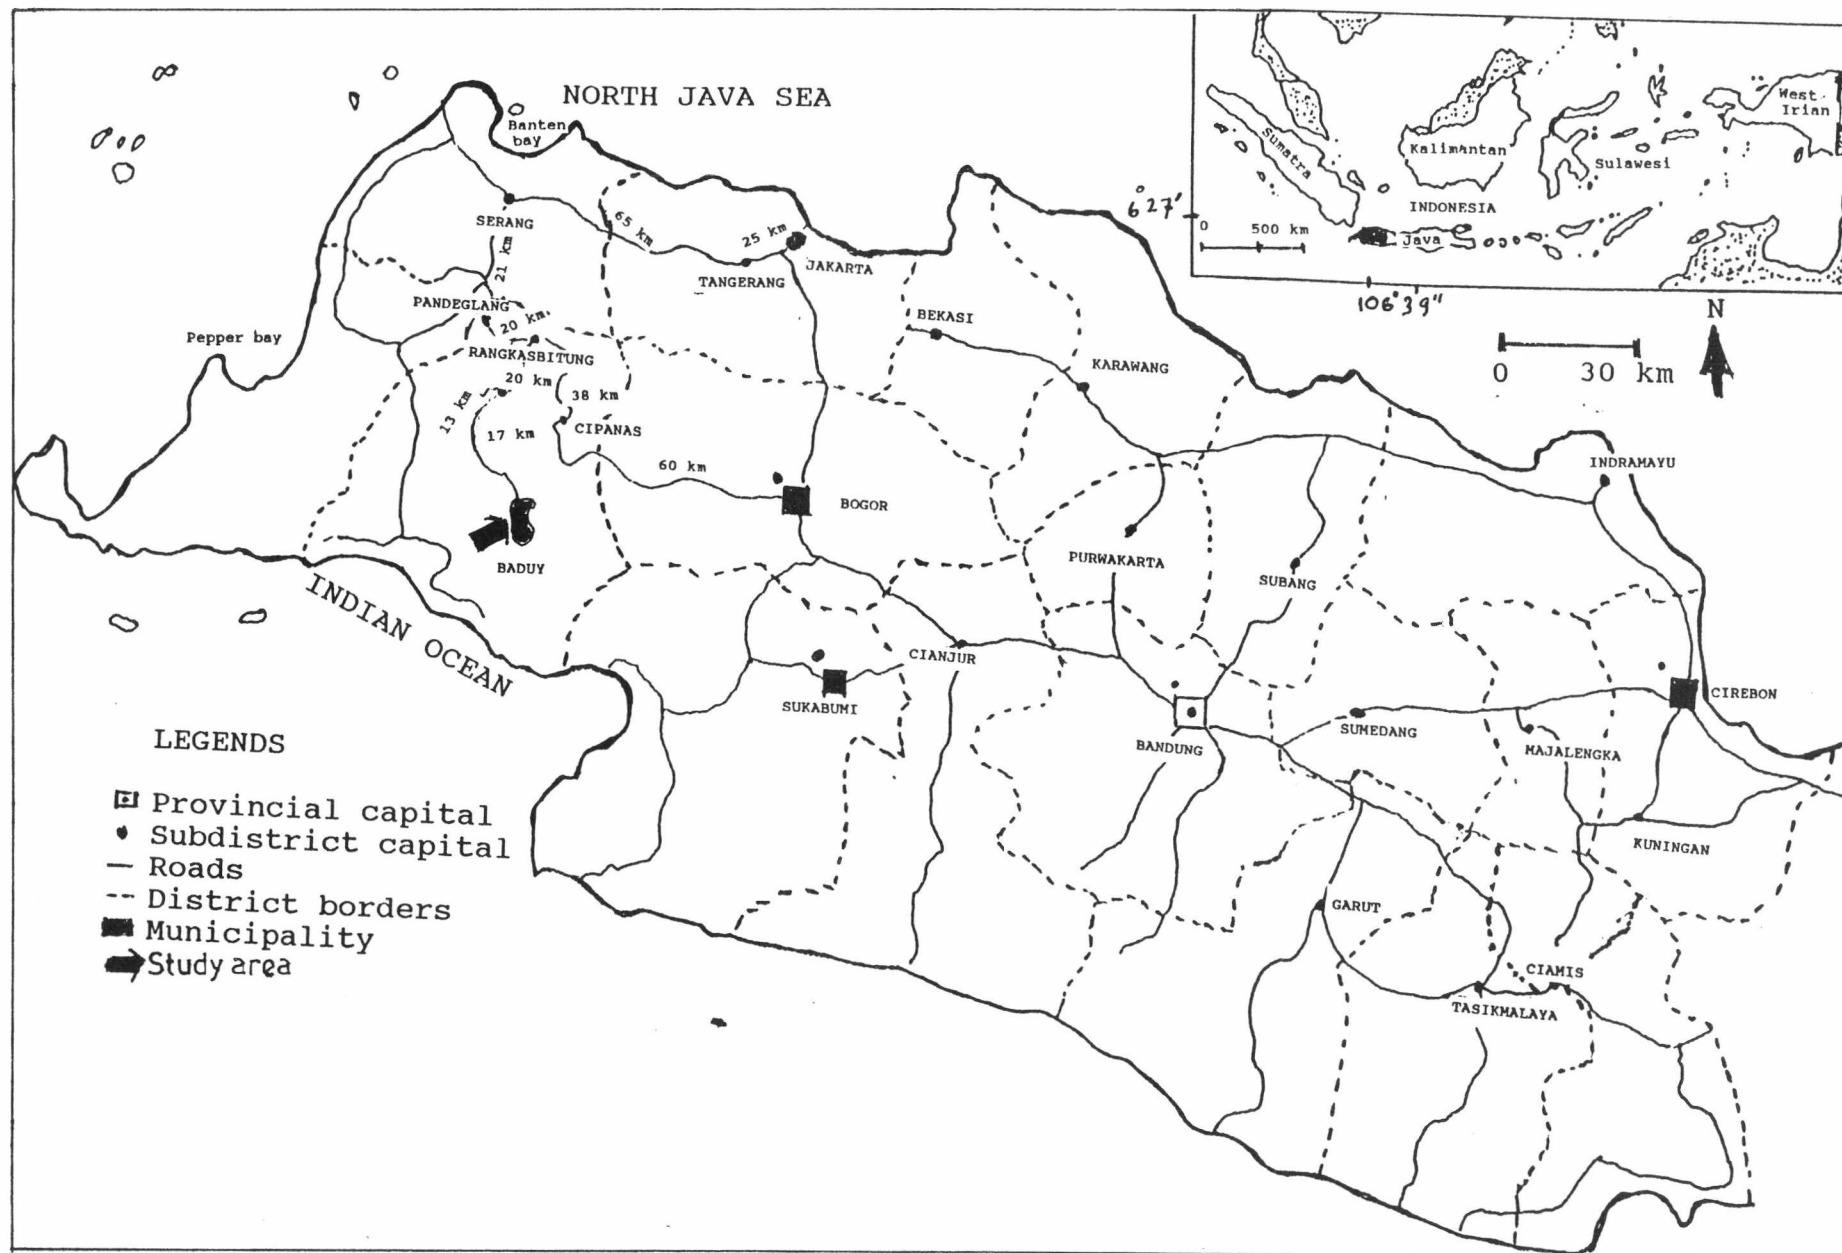 NORTH JAVA SEA
Banten
bay
SERANG
65 km
25 km
JAKARTA
TANGERANG
21 km
PANDEGLANG
20 km
Pepper bay
RANGKASBITUNG
20 km
38 km
13 km
17 km
CIPANAS
60 km
BOGOR
BADUY
INDIAN OCEAN
BEKASI
KARAWANG
INDRAMAYU
PURWAKARTA
SUBANG
CIANJUR
SUKABUMI
BANDUNG
SUMEDANG
MAJALENGKA
CIREBON
KUNINGAN
GARUT
CIAMIS
TASIKMALAYA
Sumatra
Kalimantan
Sulawesi
West
Irian
INDONESIA
Java
0 500 km
6°27'
106°39"
N
0 30 km
LEGENDS
Provincial capital
Subdistrict capital
Roads
District borders
Municipality
Study area